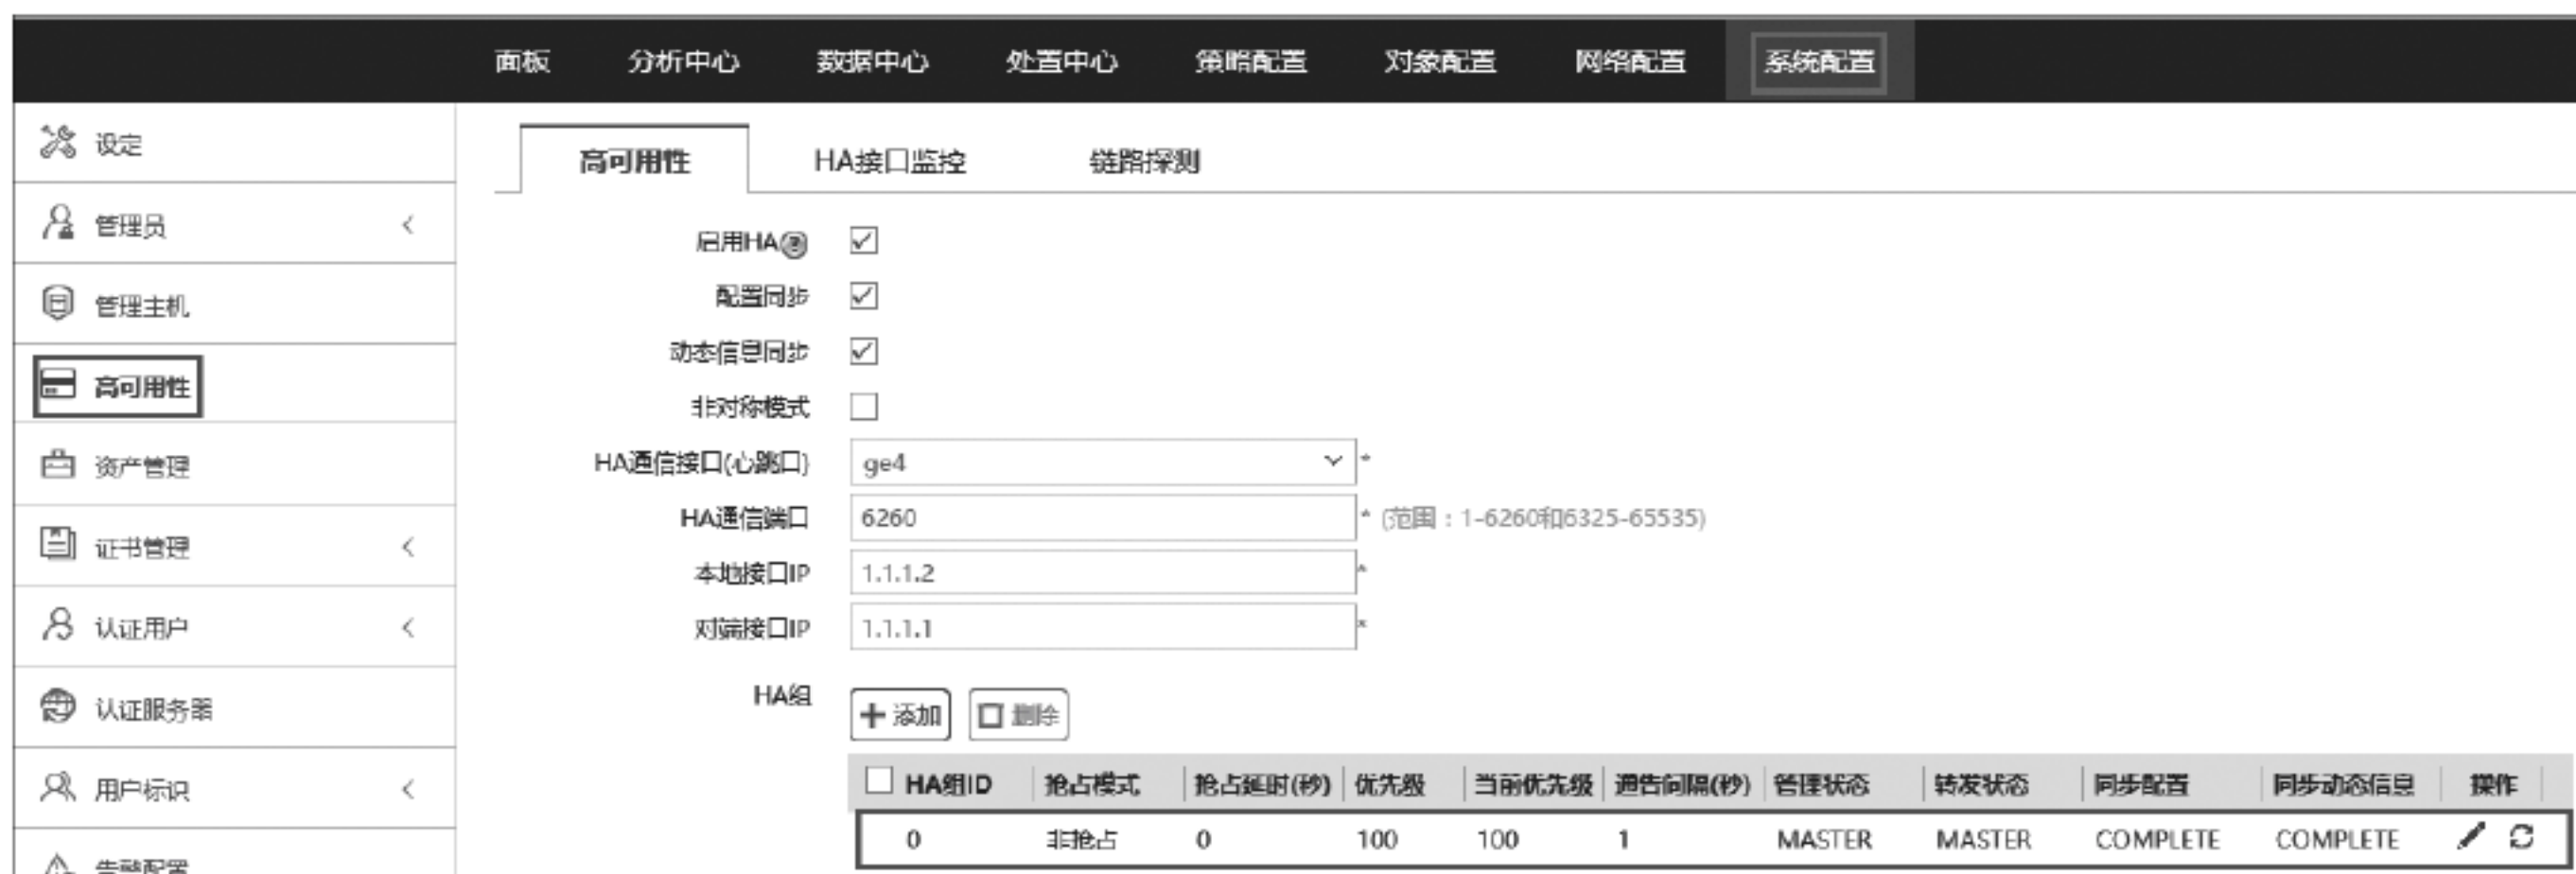 面板 分析中心 数据中心 处置中心 策略配置 对象配置 网络配置 系统配置
设定
管理员
管理主机
高可用性
资产管理
证书管理
认证用户
认证服务器
用户标识
告警配置
高可用性 HA接口监控 链路探测
启用HA
配置同步
动态信息同步
非对称模式
HA通信接口(心跳口) ge4 *
HA通信端口 6260 * (范围：1-6260和6325-65535)
本地接口IP 1.1.1.2 *
对端接口IP 1.1.1.1 *
HA组 添加 删除
HA组ID 抢占模式 抢占延时(秒) 优先级 当前优先级 通告间隔(秒) 管理状态 转发状态 同步配置 同步动态信息 操作
0 非抢占 0 100 100 1 MASTER MASTER COMPLETE COMPLETE